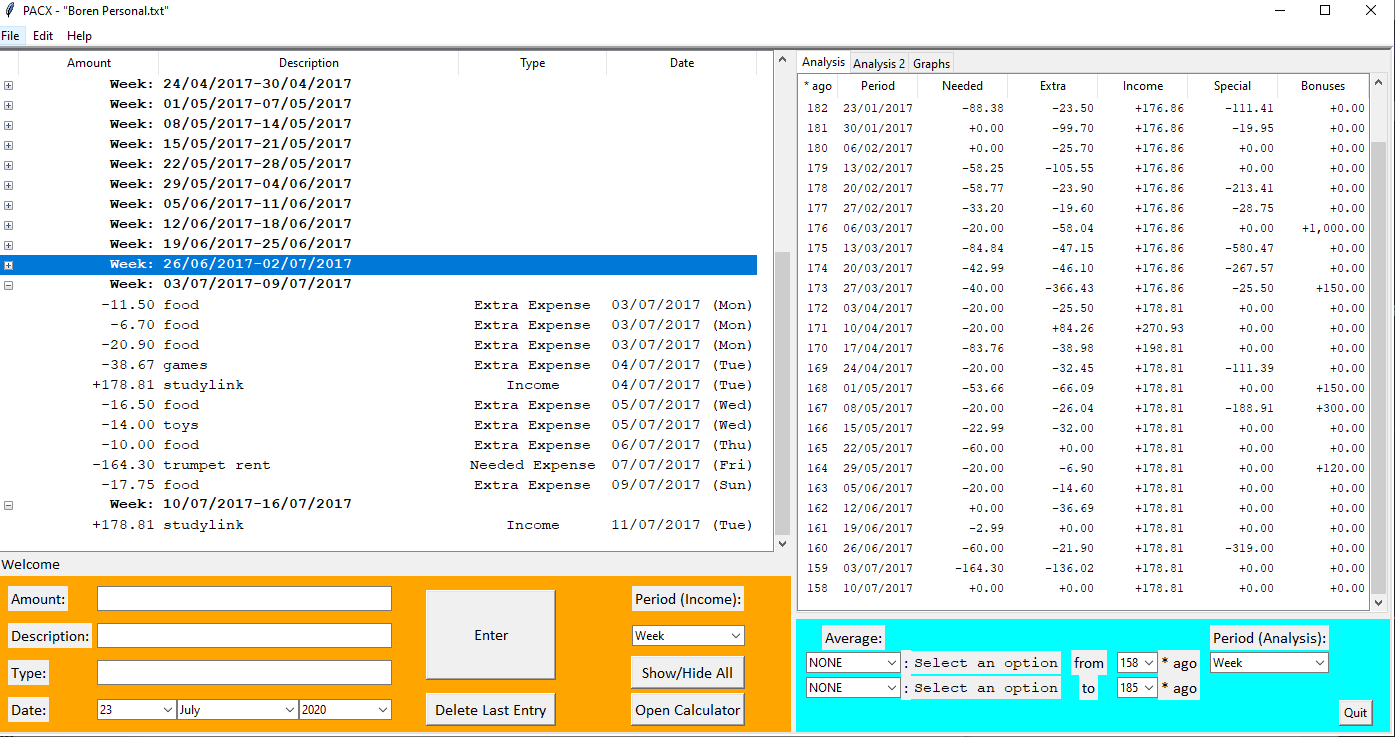 PACX - "Boren Personal.txt"
File Edit Help
Amount Description Type Date
Week: 24/04/2017-30/04/2017
Week: 01/05/2017-07/05/2017
Week: 08/05/2017-14/05/2017
Week: 15/05/2017-21/05/2017
Week: 22/05/2017-28/05/2017
Week: 29/05/2017-04/06/2017
Week: 05/06/2017-11/06/2017
Week: 12/06/2017-18/06/2017
Week: 19/06/2017-25/06/2017
Week: 26/06/2017-02/07/2017
Week: 03/07/2017-09/07/2017
-11.50 food Extra Expense 03/07/2017 (Mon)
-6.70 food Extra Expense 03/07/2017 (Mon)
-20.90 food Extra Expense 03/07/2017 (Mon)
-38.67 games Extra Expense 04/07/2017 (Tue)
+178.81 studylink Income 04/07/2017 (Tue)
-16.50 food Extra Expense 05/07/2017 (Wed)
-14.00 toys Extra Expense 05/07/2017 (Wed)
-10.00 food Extra Expense 06/07/2017 (Thu)
-164.30 trumpet rent Needed Expense 07/07/2017 (Fri)
-17.75 food Extra Expense 09/07/2017 (Sun)
Week: 10/07/2017-16/07/2017
+178.81 studylink Income 11/07/2017 (Tue)
Analysis Analysis 2 Graphs
* ago Period Needed Extra Income Special Bonuses
182 23/01/2017 -88.38 -23.50 +176.86 -111.41 +0.00
181 30/01/2017 +0.00 -99.70 +176.86 -19.95 +0.00
180 06/02/2017 +0.00 -25.70 +176.86 +0.00 +0.00
179 13/02/2017 -58.25 -105.55 +176.86 +0.00 +0.00
178 20/02/2017 -58.77 -23.90 +176.86 -213.41 +0.00
177 27/02/2017 -33.20 -19.60 +176.86 -28.75 +0.00
176 06/03/2017 -20.00 -58.04 +176.86 +0.00 +1,000.00
175 13/03/2017 -84.84 -47.15 +176.86 -580.47 +0.00
174 20/03/2017 -42.99 -46.10 +176.86 -267.57 +0.00
173 27/03/2017 -40.00 -366.43 +176.86 -25.50 +150.00
172 03/04/2017 -20.00 -25.50 +178.81 +0.00 +0.00
171 10/04/2017 -20.00 +84.26 +270.93 +0.00 +0.00
170 17/04/2017 -83.76 -38.98 +198.81 +0.00 +0.00
169 24/04/2017 -20.00 -32.45 +178.81 -111.39 +0.00
168 01/05/2017 -53.66 -66.09 +178.81 +0.00 +150.00
167 08/05/2017 -20.00 -26.04 +178.81 -188.91 +300.00
166 15/05/2017 -22.99 -32.00 +178.81 +0.00 +0.00
165 22/05/2017 -60.00 +0.00 +178.81 +0.00 +0.00
164 29/05/2017 -20.00 -6.90 +178.81 +0.00 +120.00
163 05/06/2017 -20.00 -14.60 +178.81 +0.00 +0.00
162 12/06/2017 +0.00 -36.69 +178.81 +0.00 +0.00
161 19/06/2017 -2.99 +0.00 +178.81 +0.00 +0.00
160 26/06/2017 -60.00 -21.90 +178.81 -319.00 +0.00
159 03/07/2017 -164.30 -136.02 +178.81 +0.00 +0.00
158 10/07/2017 +0.00 +0.00 +178.81 +0.00 +0.00
Welcome
Amount:
Description:
Type:
Date: 23 July 2020
Enter
Delete Last Entry
Period (Income):
Week
Show/Hide All
Open Calculator
Average: Period (Analysis):
NONE : Select an option from 158 * ago Week
NONE : Select an option to 185 * ago
Quit